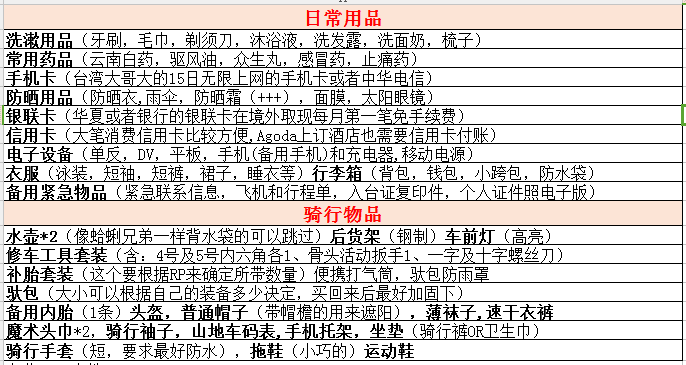 日常用品
洗漱用品（牙刷，毛巾，剃须刀，沐浴液，洗发露，洗面奶，梳子）
常用药品（云南白药，驱风油，众生丸，感冒药，止痛药）
手机卡（台湾大哥大的15日无限上网的手机卡或者中华电信）
防晒用品（防晒衣,雨伞，防晒霜（+++），面膜，太阳眼镜）
银联卡（华夏或者银行的银联卡在境外取现每月第一笔免手续费）
信用卡（大笔消费信用卡比较方便,Agoda上订酒店也需要信用卡付账）
电子设备（单反，DV，平板，手机(备用手机)和充电器,移动电源）
衣服（泳装，短袖，短裤，裙子，睡衣等）行李箱（背包，钱包，小跨包，防水袋）
备用紧急物品（紧急联系信息，飞机和行程单，入台证复印件，个人证件照电子版）
骑行物品
水壶*2（像蛤蜊兄弟一样背水袋的可以跳过）后货架（钢制）车前灯（高亮）
修车工具套装（含：4号及5号内六角各1、骨头活动扳手1、一字及十字螺丝刀）
补胎套装（这个要根据RP来确定所带数量）便携打气筒，驮包防雨罩
驮包（大小可以根据自己的装备多少决定，买回来后最好加固下）
备用内胎（1条）头盔，普通帽子（带帽檐的用来遮阳），薄袜子,速干衣裤
魔术头巾*2，骑行袖子，山地车码表,手机托架，坐垫（骑行裤OR卫生巾）
骑行手套（短，要求最好防水），拖鞋（小巧的）运动鞋